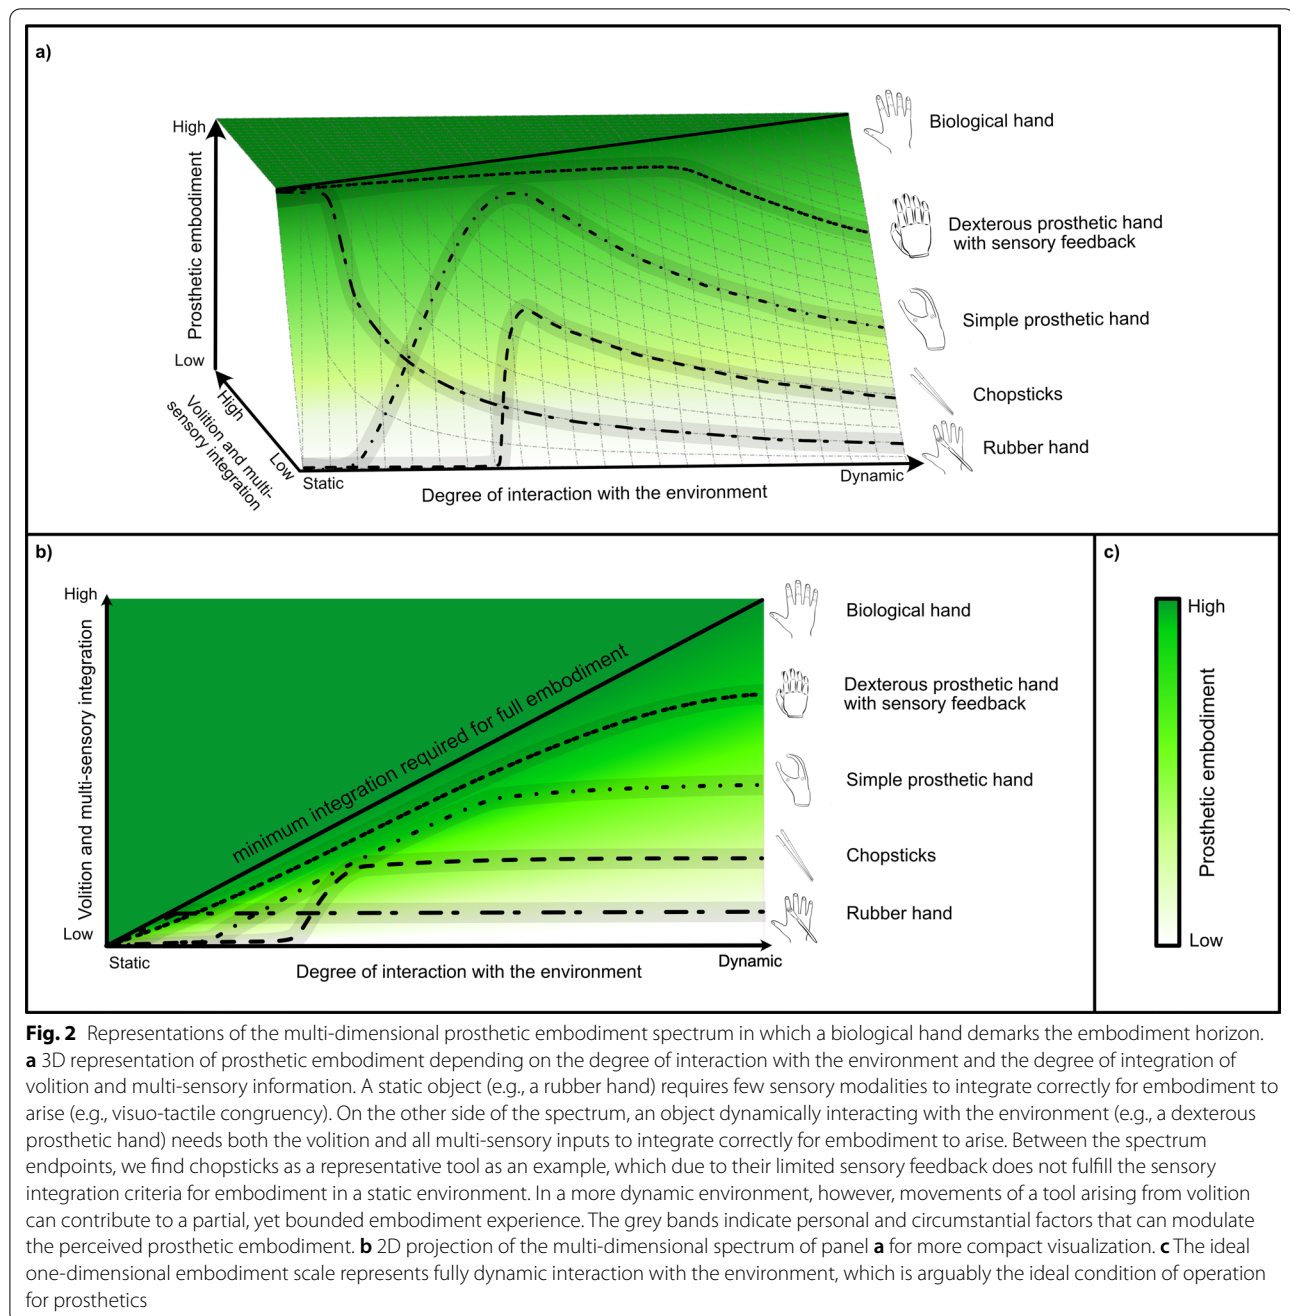 a)
High
Prosthetic embodiment
Low
High
Volition and multi-
sensory integration
Low
Static
Degree of interaction with the environment
Dynamic
Biological hand
Dexterous prosthetic hand
with sensory feedback
Simple prosthetic hand
Chopsticks
Rubber hand
b)
High
Volition and multi-sensory integration
Low
minimum integration required for full embodiment
Static
Degree of interaction with the environment
Dynamic
Biological hand
Dexterous prosthetic hand
with sensory feedback
Simple prosthetic hand
Chopsticks
Rubber hand
c)
High
Prosthetic embodiment
Low
Fig. 2 Representations of the multi-dimensional prosthetic embodiment spectrum in which a biological hand demarks the embodiment horizon.
a 3D representation of prosthetic embodiment depending on the degree of interaction with the environment and the degree of integration of
volition and multi-sensory information. A static object (e.g., a rubber hand) requires few sensory modalities to integrate correctly for embodiment to
arise (e.g., visuo-tactile congruency). On the other side of the spectrum, an object dynamically interacting with the environment (e.g., a dexterous
prosthetic hand) needs both the volition and all multi-sensory inputs to integrate correctly for embodiment to arise. Between the spectrum
endpoints, we find chopsticks as a representative tool as an example, which due to their limited sensory feedback does not fulfill the sensory
integration criteria for embodiment in a static environment. In a more dynamic environment, however, movements of a tool arising from volition
can contribute to a partial, yet bounded embodiment experience. The grey bands indicate personal and circumstantial factors that can modulate
the perceived prosthetic embodiment. b 2D projection of the multi-dimensional spectrum of panel a for more compact visualization. c The ideal
one-dimensional embodiment scale represents fully dynamic interaction with the environment, which is arguably the ideal condition of operation
for prosthetics